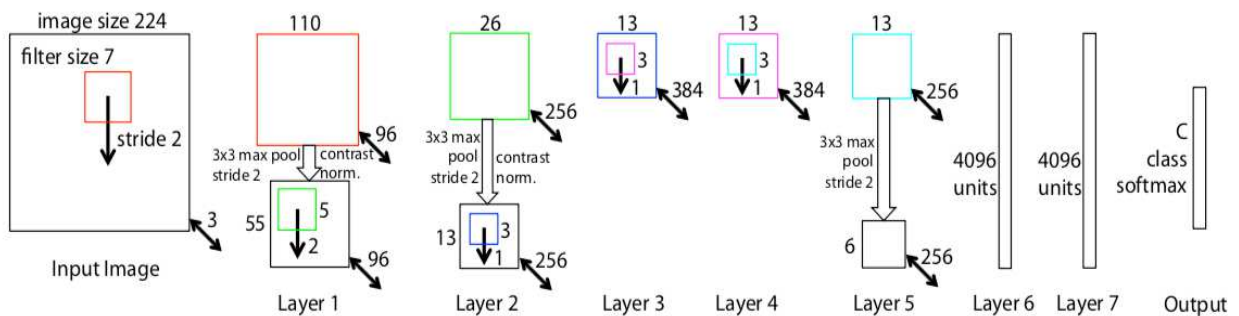 image size 224
filter size 7
stride 2
3
Input Image
110
96
3x3 max pool
stride 2
contrast
norm.
55
5
2
96
Layer 1
26
256
3x3 max
pool
stride 2
contrast
norm.
13
3
1
256
Layer 2
13
3
1
384
Layer 3
13
3
1
384
Layer 4
13
256
3x3 max
pool
stride 2
6
256
Layer 5
4096
units
Layer 6
4096
units
Layer 7
C
class
softmax
Output